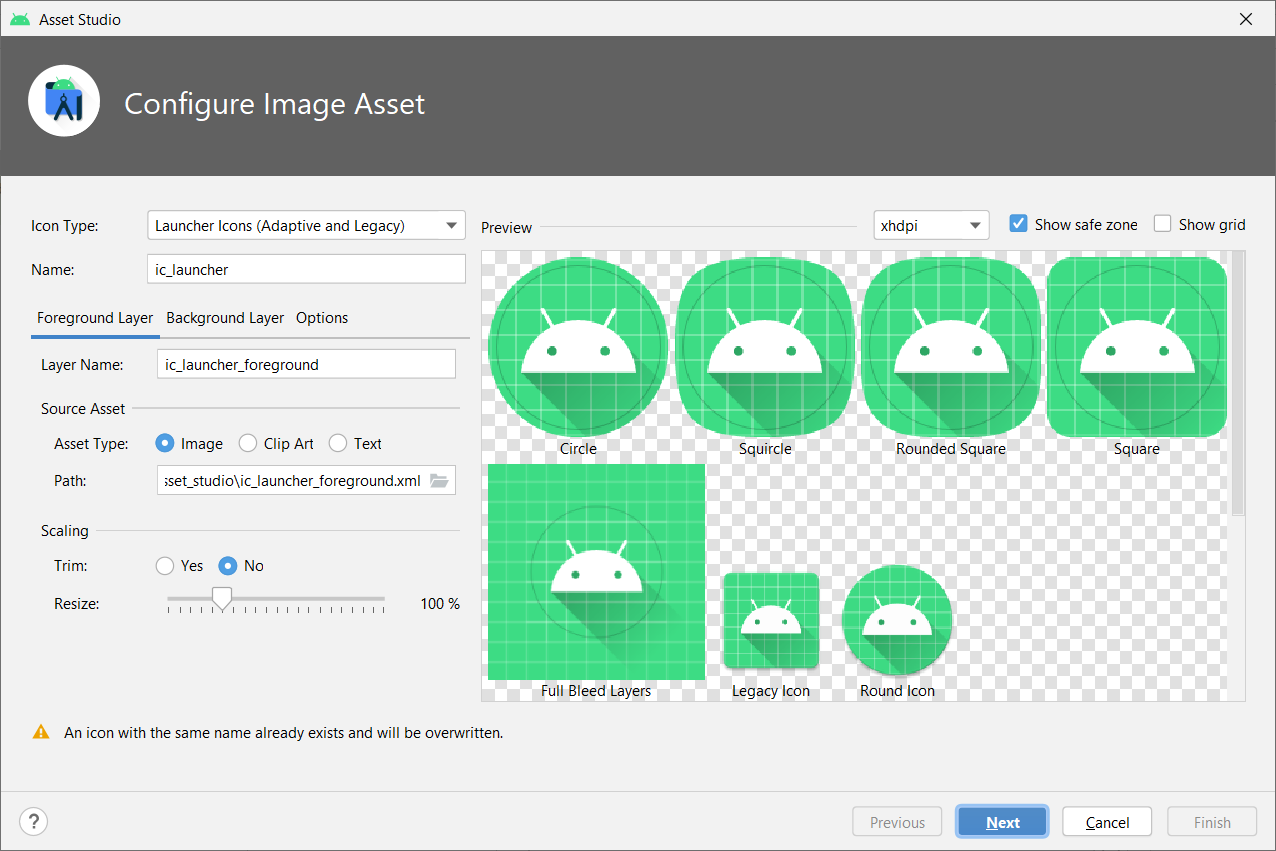 Asset Studio
Configure Image Asset
Icon Type: Launcher Icons (Adaptive and Legacy)
Name: ic_launcher
Foreground Layer Background Layer Options
Layer Name: ic_launcher_foreground
Source Asset
Asset Type: Image Clip Art Text
Path: sset_studio\ic_launcher_foreground.xml
Scaling
Trim: Yes No
Resize: 100 %
Preview xhdpi Show safe zone Show grid
Circle Squircle Rounded Square Square
Full Bleed Layers Legacy Icon Round Icon
An icon with the same name already exists and will be overwritten.
? Previous Next Cancel Finish